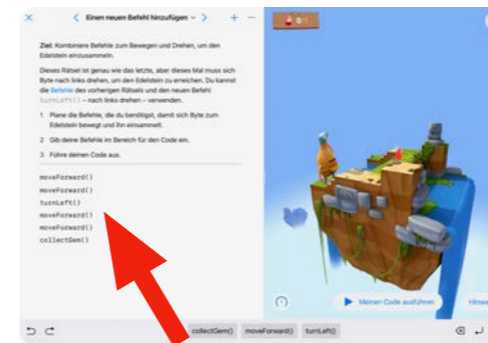 Einen neuen Befehl hinzufügen
0/1
Ziel: Kombiniere Befehle zum Bewegen und Drehen, um den
Edelstein einzusammeln.
Dieses Rätsel ist genau wie das letzte, aber dieses Mal muss sich
Byte nach links drehen, um den Edelstein zu erreichen. Du kannst
die Befehle des vorherigen Rätsels und den neuen Befehl
turnLeft() – nach links drehen – verwenden.
1 Plane die Befehle, die du benötigst, damit sich Byte zum
Edelstein bewegt und ihn einsammelt.
2 Gib deine Befehle im Bereich für den Code ein.
3 Führe deinen Code aus.
moveForward()
moveForward()
turnLeft()
moveForward()
moveForward()
collectGem()
Meinen Code ausführen
Hinwe
collectGem() moveForward() turnLeft()